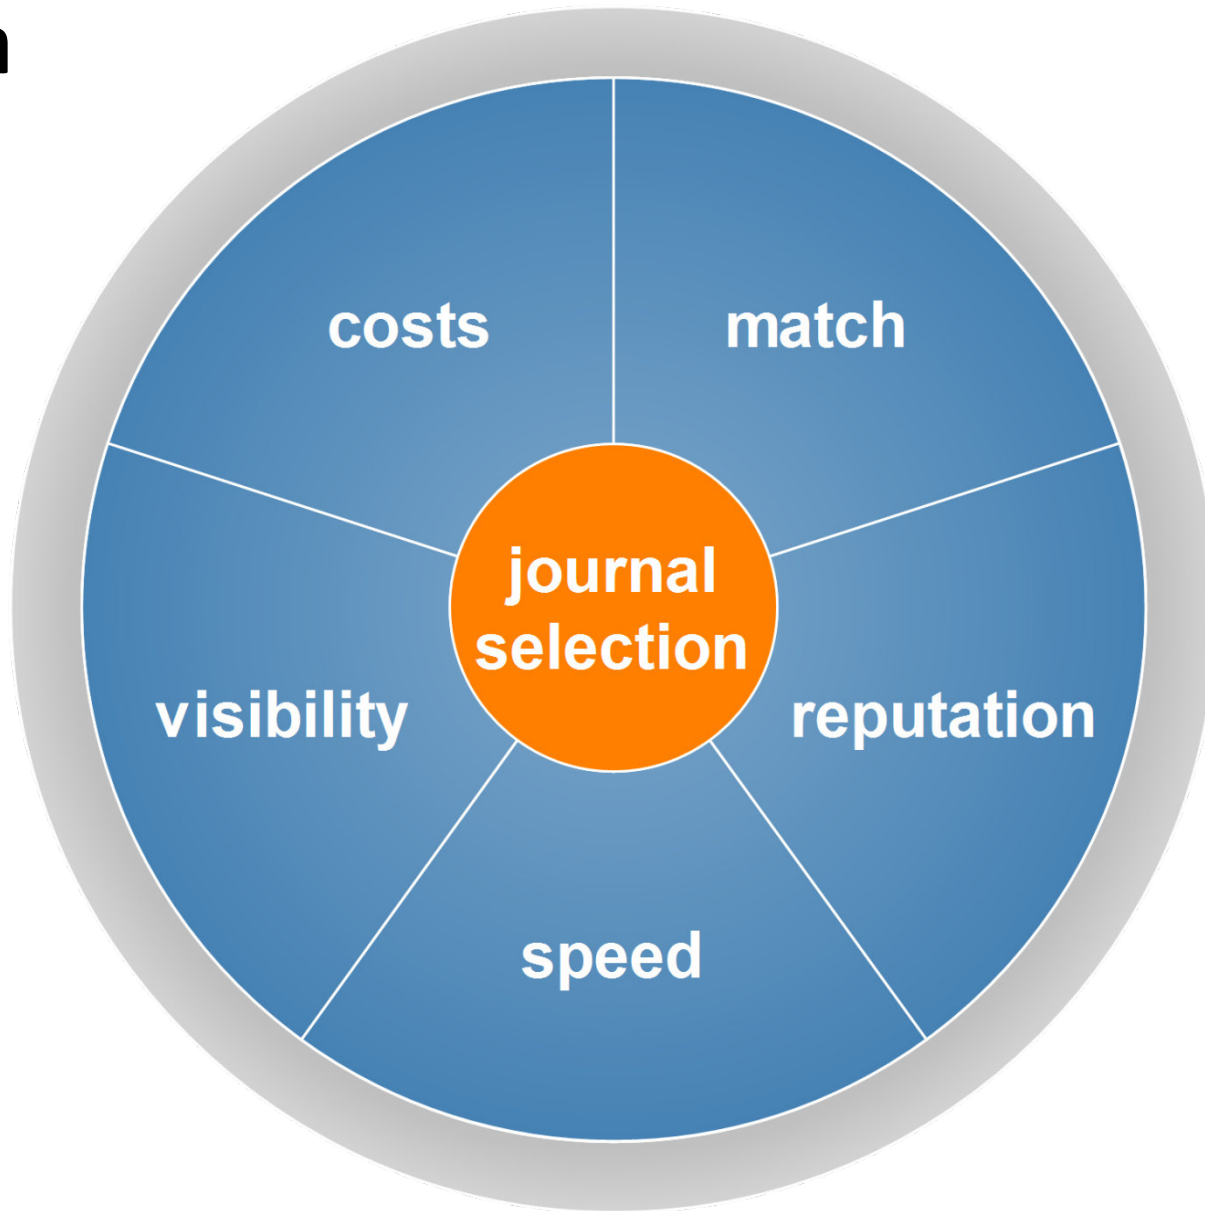 costs
match
journal
selection
visibility
reputation
speed